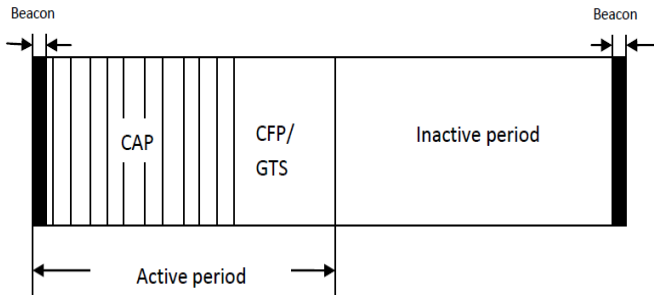 Beacon
Beacon
CAP
CFP/
GTS
Inactive period
Active period